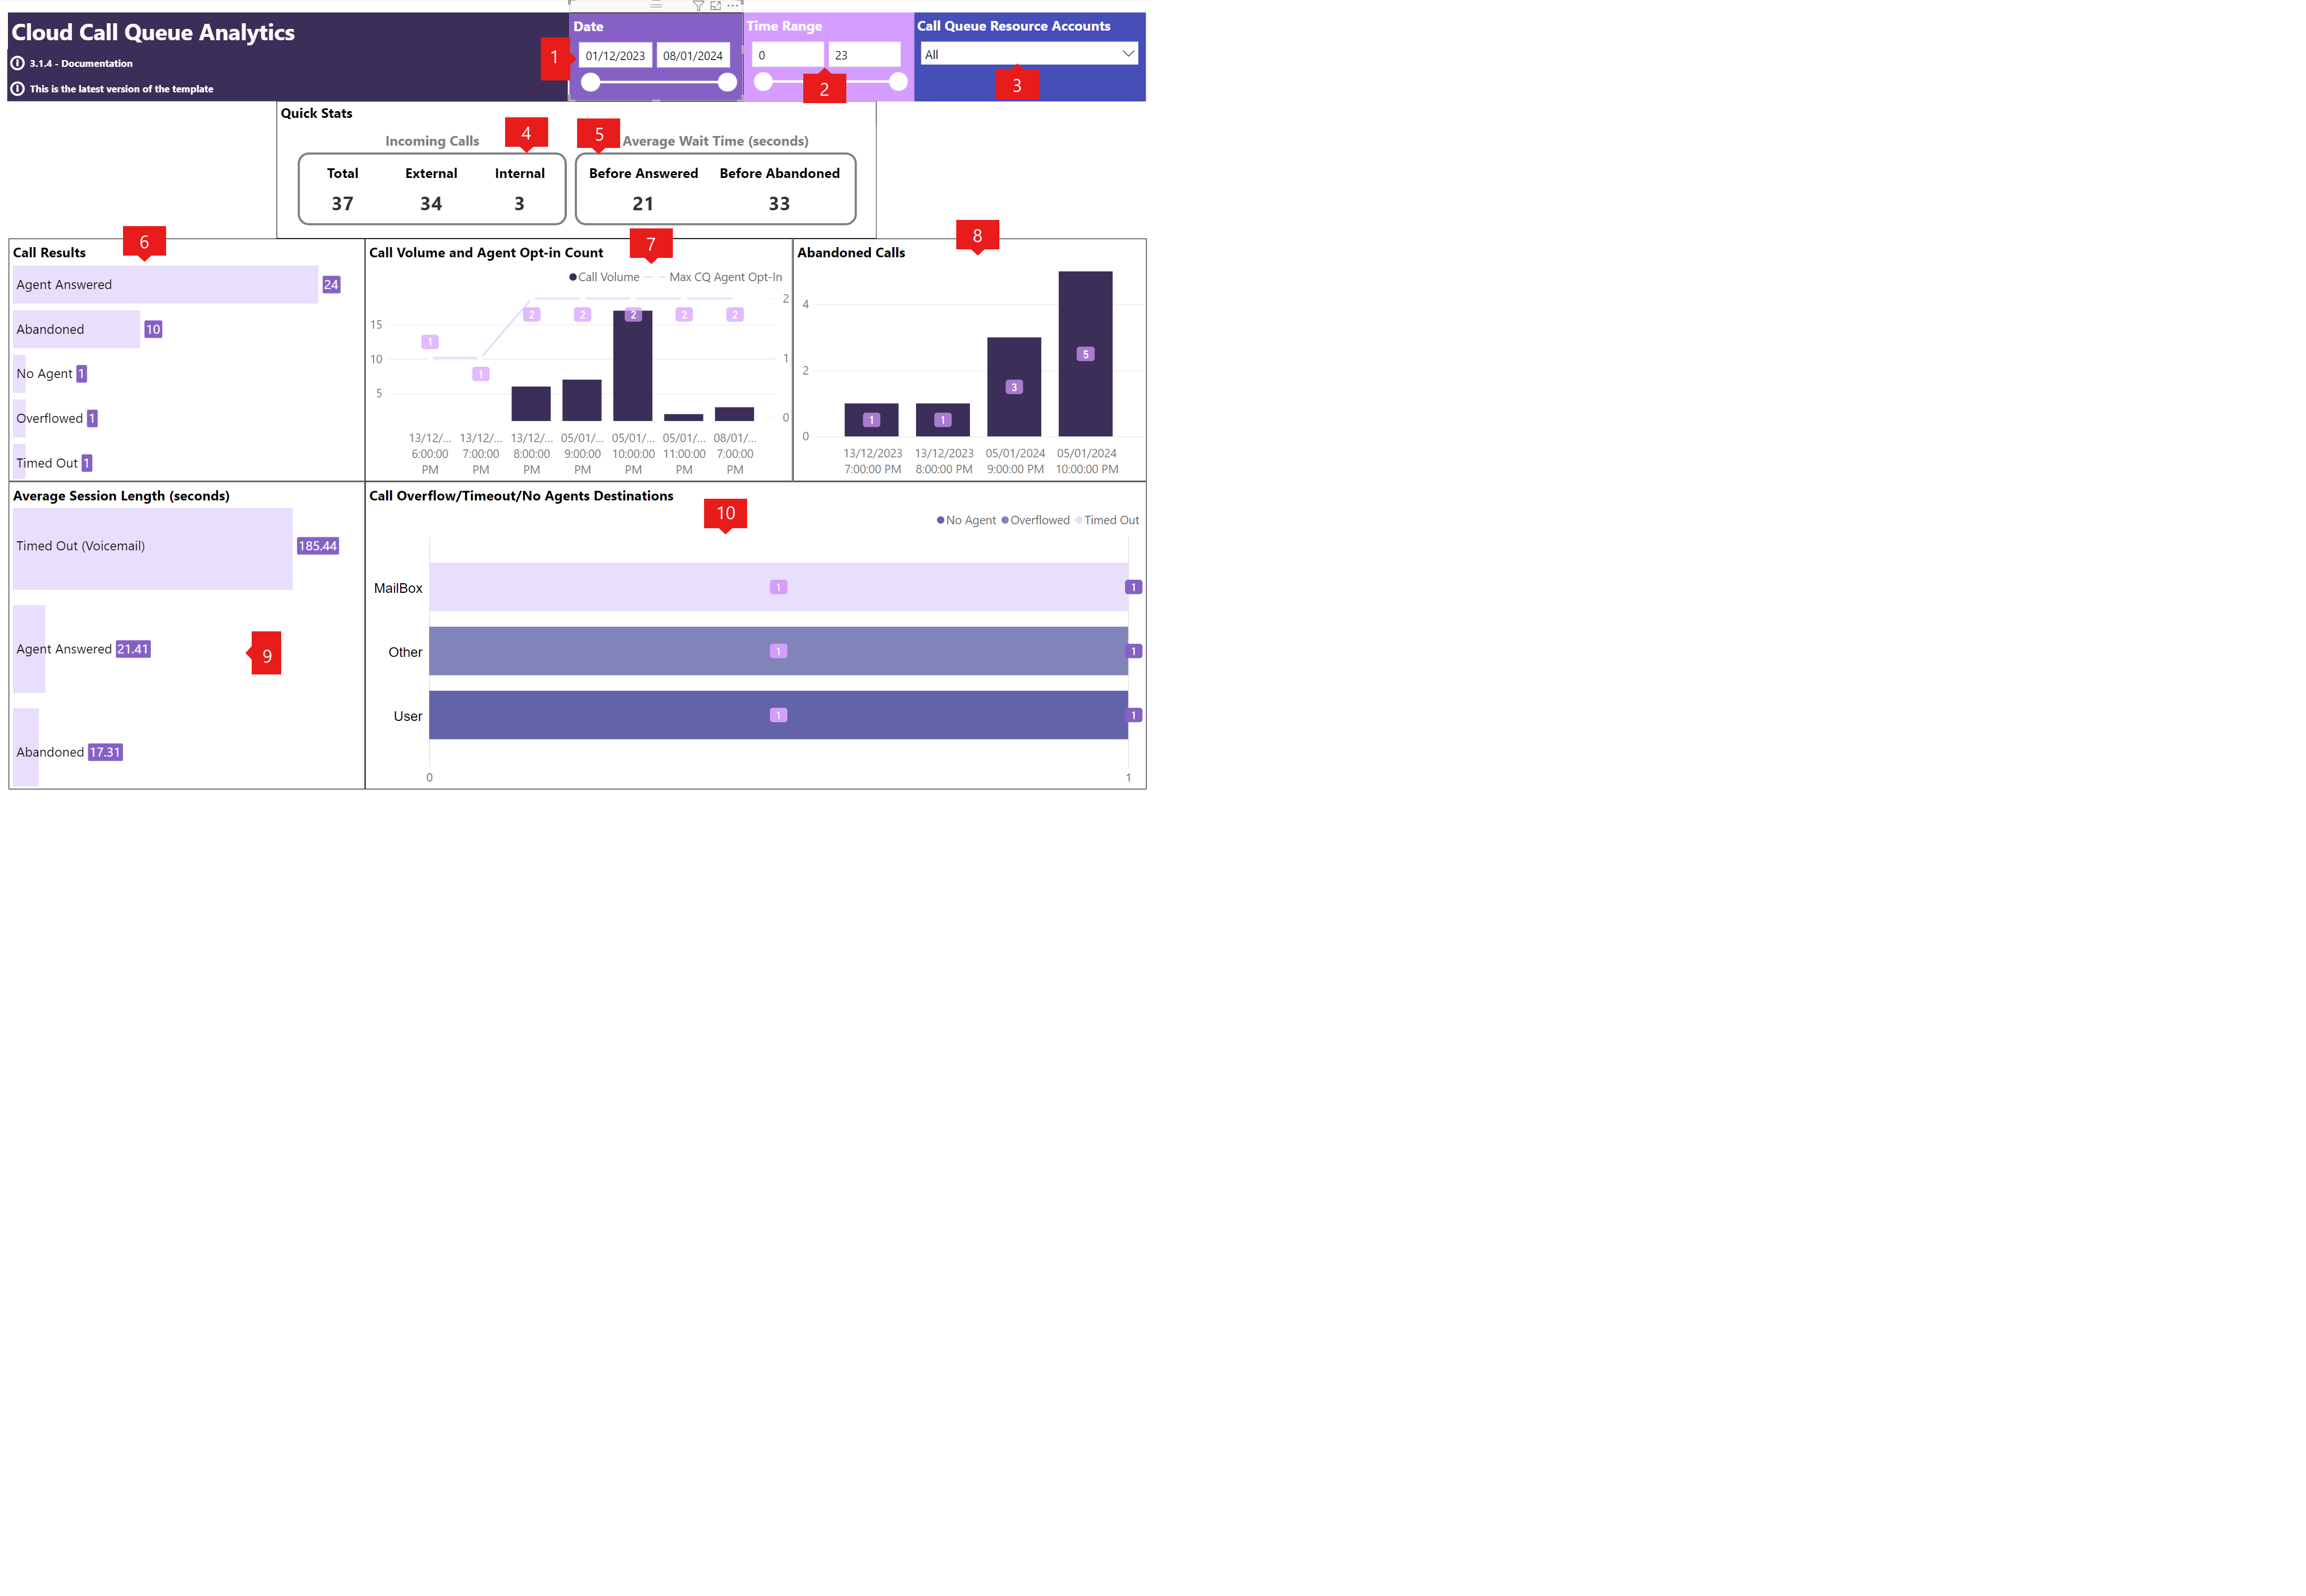 Cloud Call Queue Analytics
3.1.4 - Documentation
This is the latest version of the template
Date
01/12/2023 08/01/2024
1
Time Range
0 23
2
Call Queue Resource Accounts
All
3
Quick Stats
Incoming Calls
4
Total External Internal
37 34 3
5
Average Wait Time (seconds)
Before Answered Before Abandoned
21 33
6
Call Results
Agent Answered 24
Abandoned 10
No Agent 1
Overflowed 1
Timed Out 1
7
Call Volume and Agent Opt-in Count
Call Volume Max CQ Agent Opt-In
15
10
5
2
1
0
1 1 2 2 2 2 2
13/12/... 13/12/... 13/12/... 05/01/... 05/01/... 05/01/... 08/01/...
6:00:00 7:00:00 8:00:00 9:00:00 10:00:00 11:00:00 7:00:00
PM PM PM PM PM PM PM
8
Abandoned Calls
4
2
0
1 1 3 5
13/12/2023 13/12/2023 05/01/2024 05/01/2024
7:00:00 PM 8:00:00 PM 9:00:00 PM 10:00:00 PM
Average Session Length (seconds)
Timed Out (Voicemail) 185.44
Agent Answered 21.41
9
Abandoned 17.31
Call Overflow/Timeout/No Agents Destinations
10
No Agent Overflowed Timed Out
MailBox 1 1
Other 1 1
User 1 1
0 1